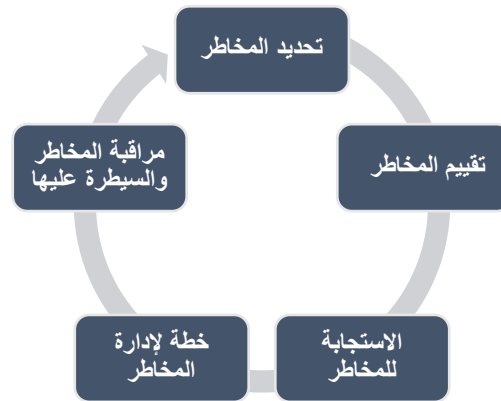 تحديد المخاطر
تقييم المخاطر
الاستجابة
للمخاطر
خطة لإدارة
المخاطر
مراقبة المخاطر
والسيطرة عليها